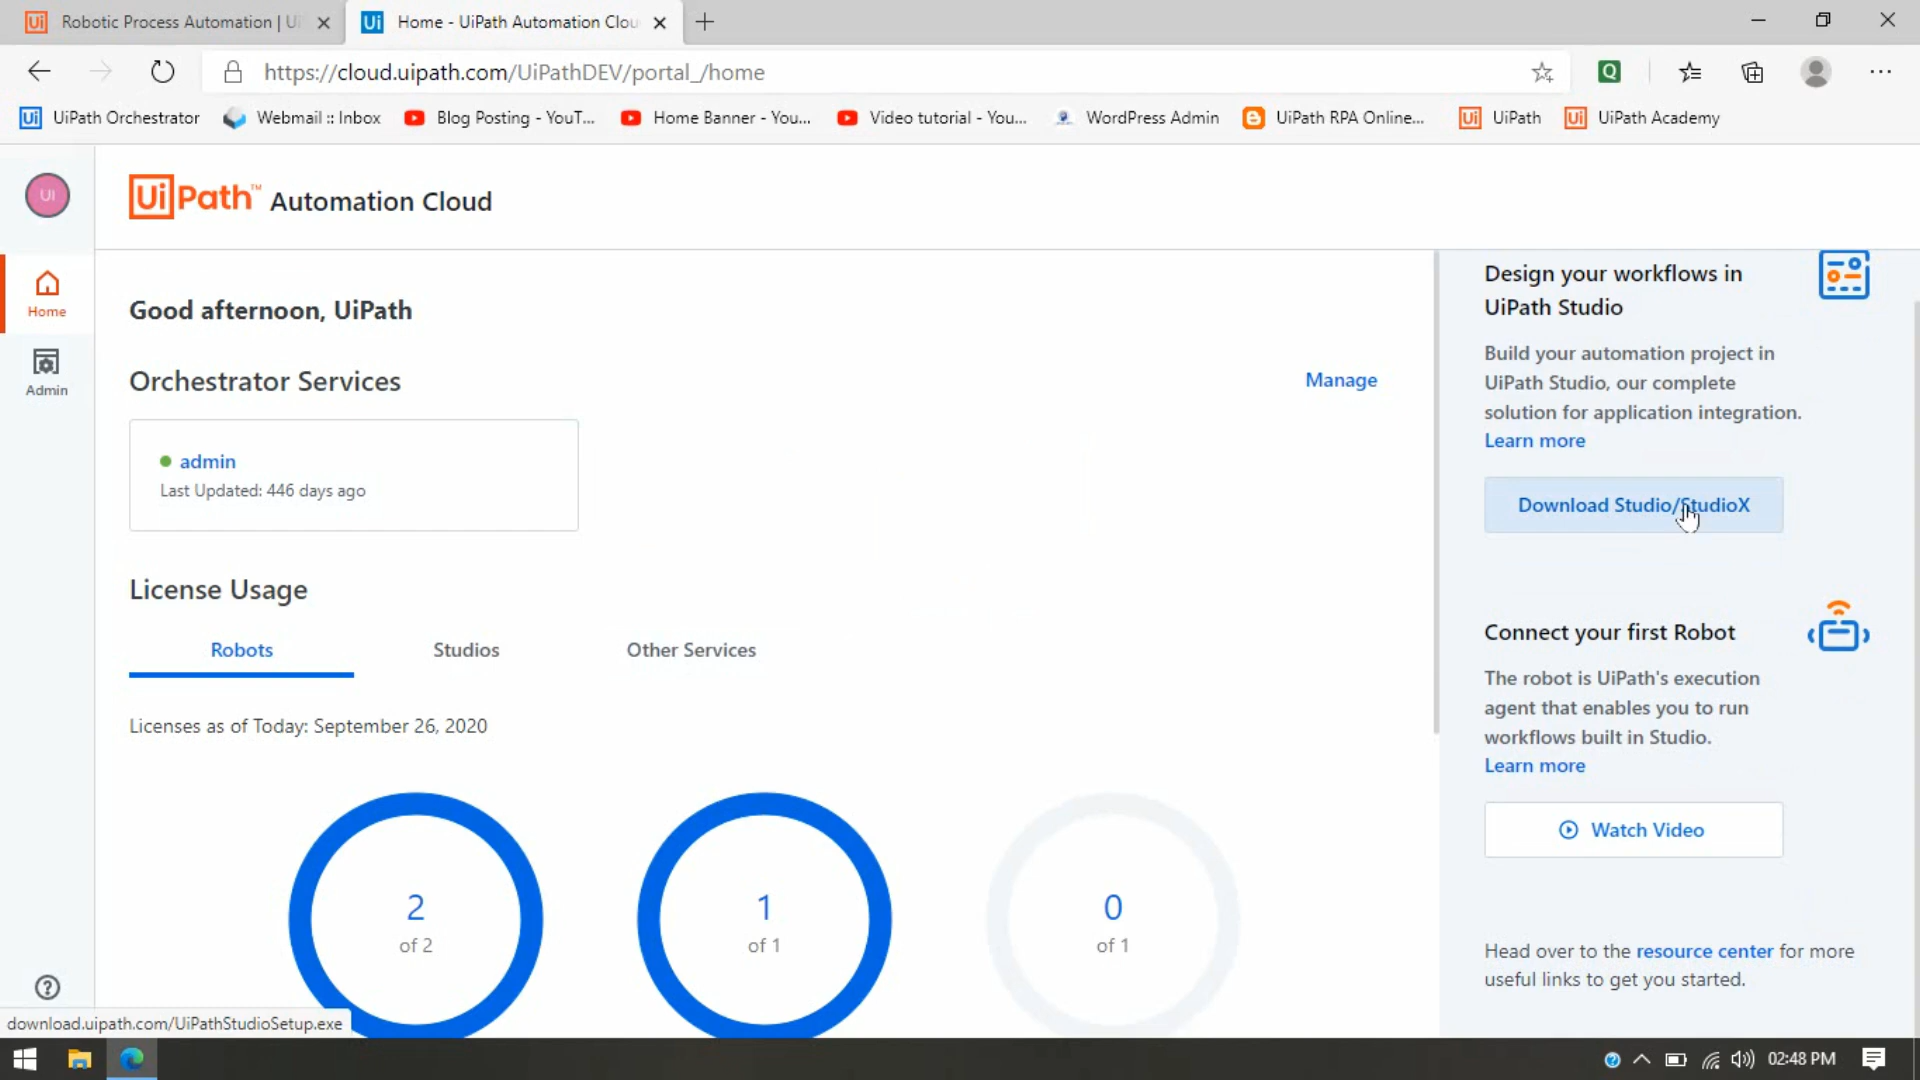 Robotic Process Automation | Ui
Home - UiPath Automation Clou
https://cloud.uipath.com/UiPathDEV/portal_/home
UiPath Orchestrator
Webmail :: Inbox
Blog Posting - YouT...
Home Banner - You...
Video tutorial - You...
WordPress Admin
UiPath RPA Online...
UiPath
UiPath Academy
UI
UiPath™ Automation Cloud
Home
Admin
Good afternoon, UiPath
Orchestrator Services
Manage
admin
Last Updated: 446 days ago
License Usage
Robots
Studios
Other Services
Licenses as of Today: September 26, 2020
2
of 2
1
of 1
0
of 1
Design your workflows in
UiPath Studio
Build your automation project in
UiPath Studio, our complete
solution for application integration.
Learn more
Download Studio/StudioX
Connect your first Robot
The robot is UiPath's execution
agent that enables you to run
workflows built in Studio.
Learn more
Watch Video
Head over to the resource center for more
useful links to get you started.
download.uipath.com/UiPathStudioSetup.exe
02:48 PM